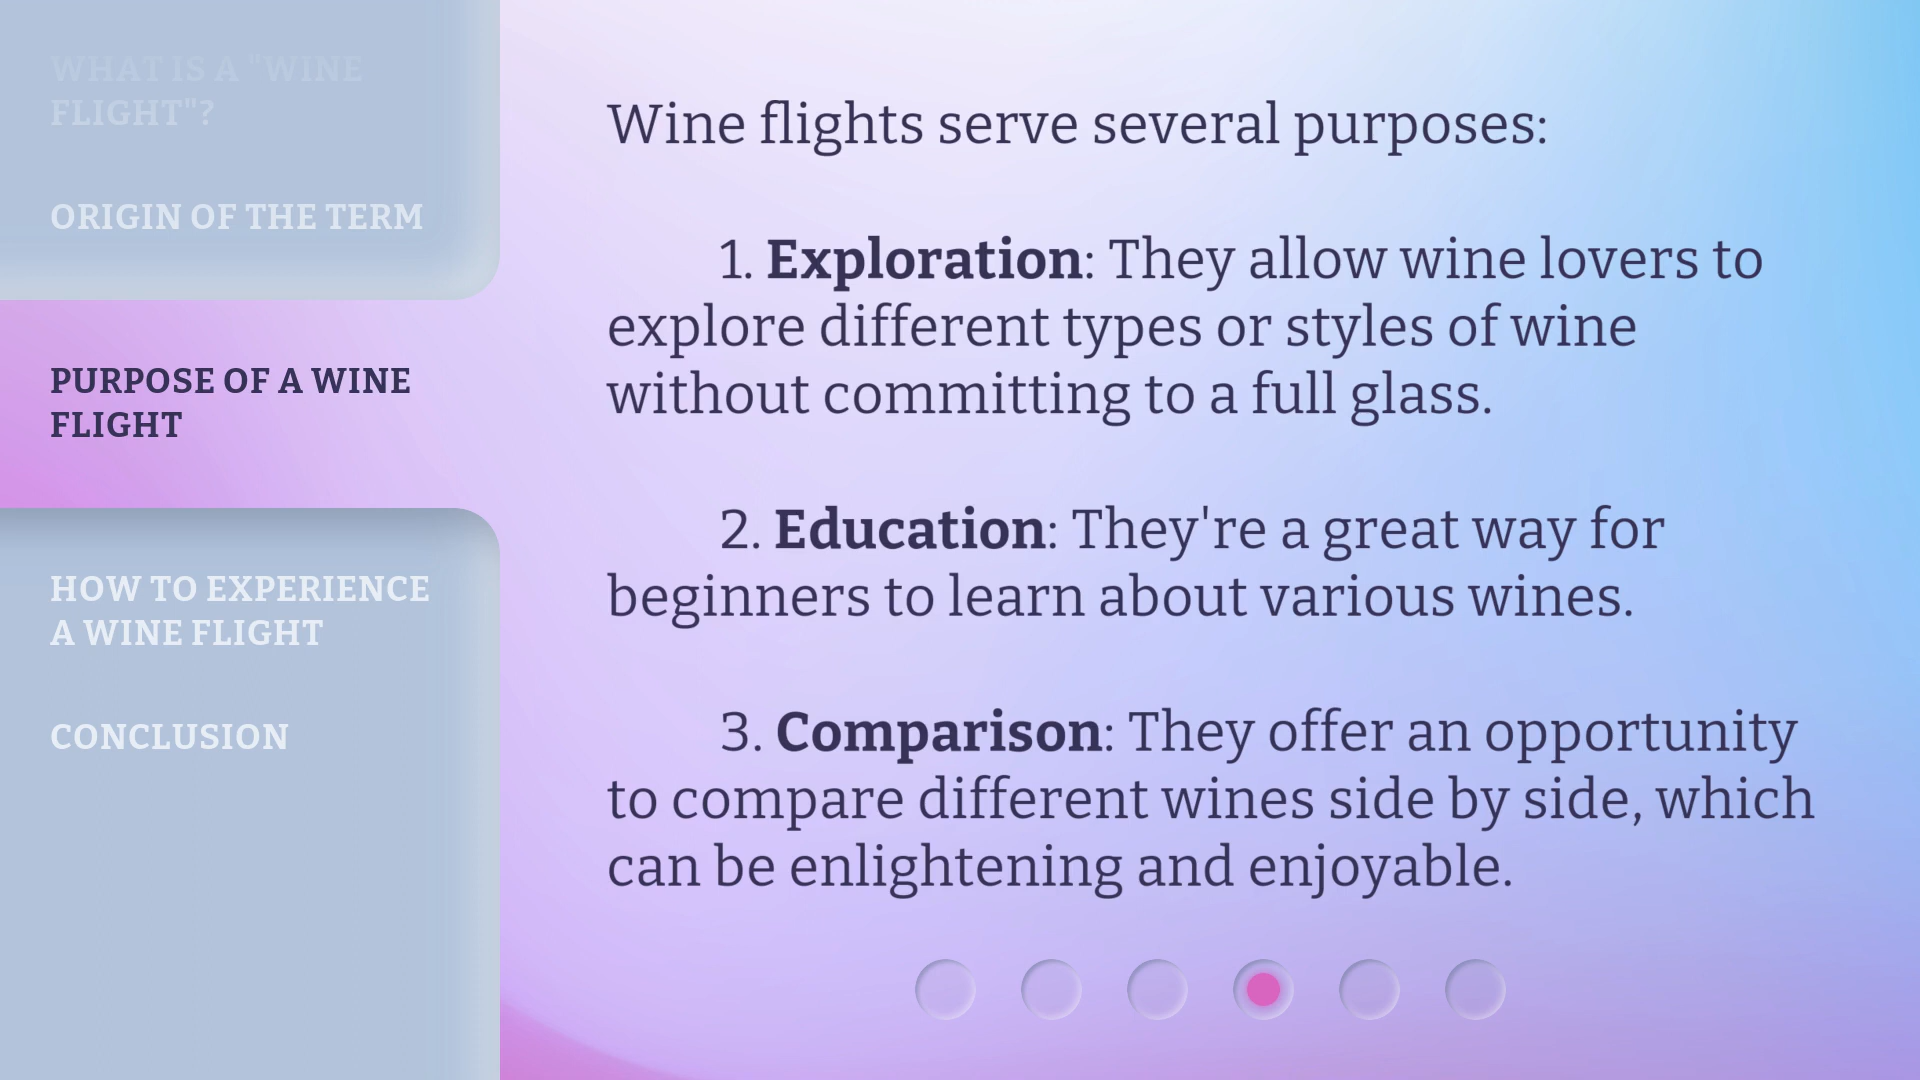 WHAT IS A "WINE
FLIGHT"?
ORIGIN OF THE TERM
PURPOSE OF A WINE
FLIGHT
HOW TO EXPERIENCE
A WINE FLIGHT
CONCLUSION
Wine flights serve several purposes:
1. Exploration: They allow wine lovers to
explore different types or styles of wine
without committing to a full glass.
2. Education: They're a great way for
beginners to learn about various wines.
3. Comparison: They offer an opportunity
to compare different wines side by side, which
can be enlightening and enjoyable.